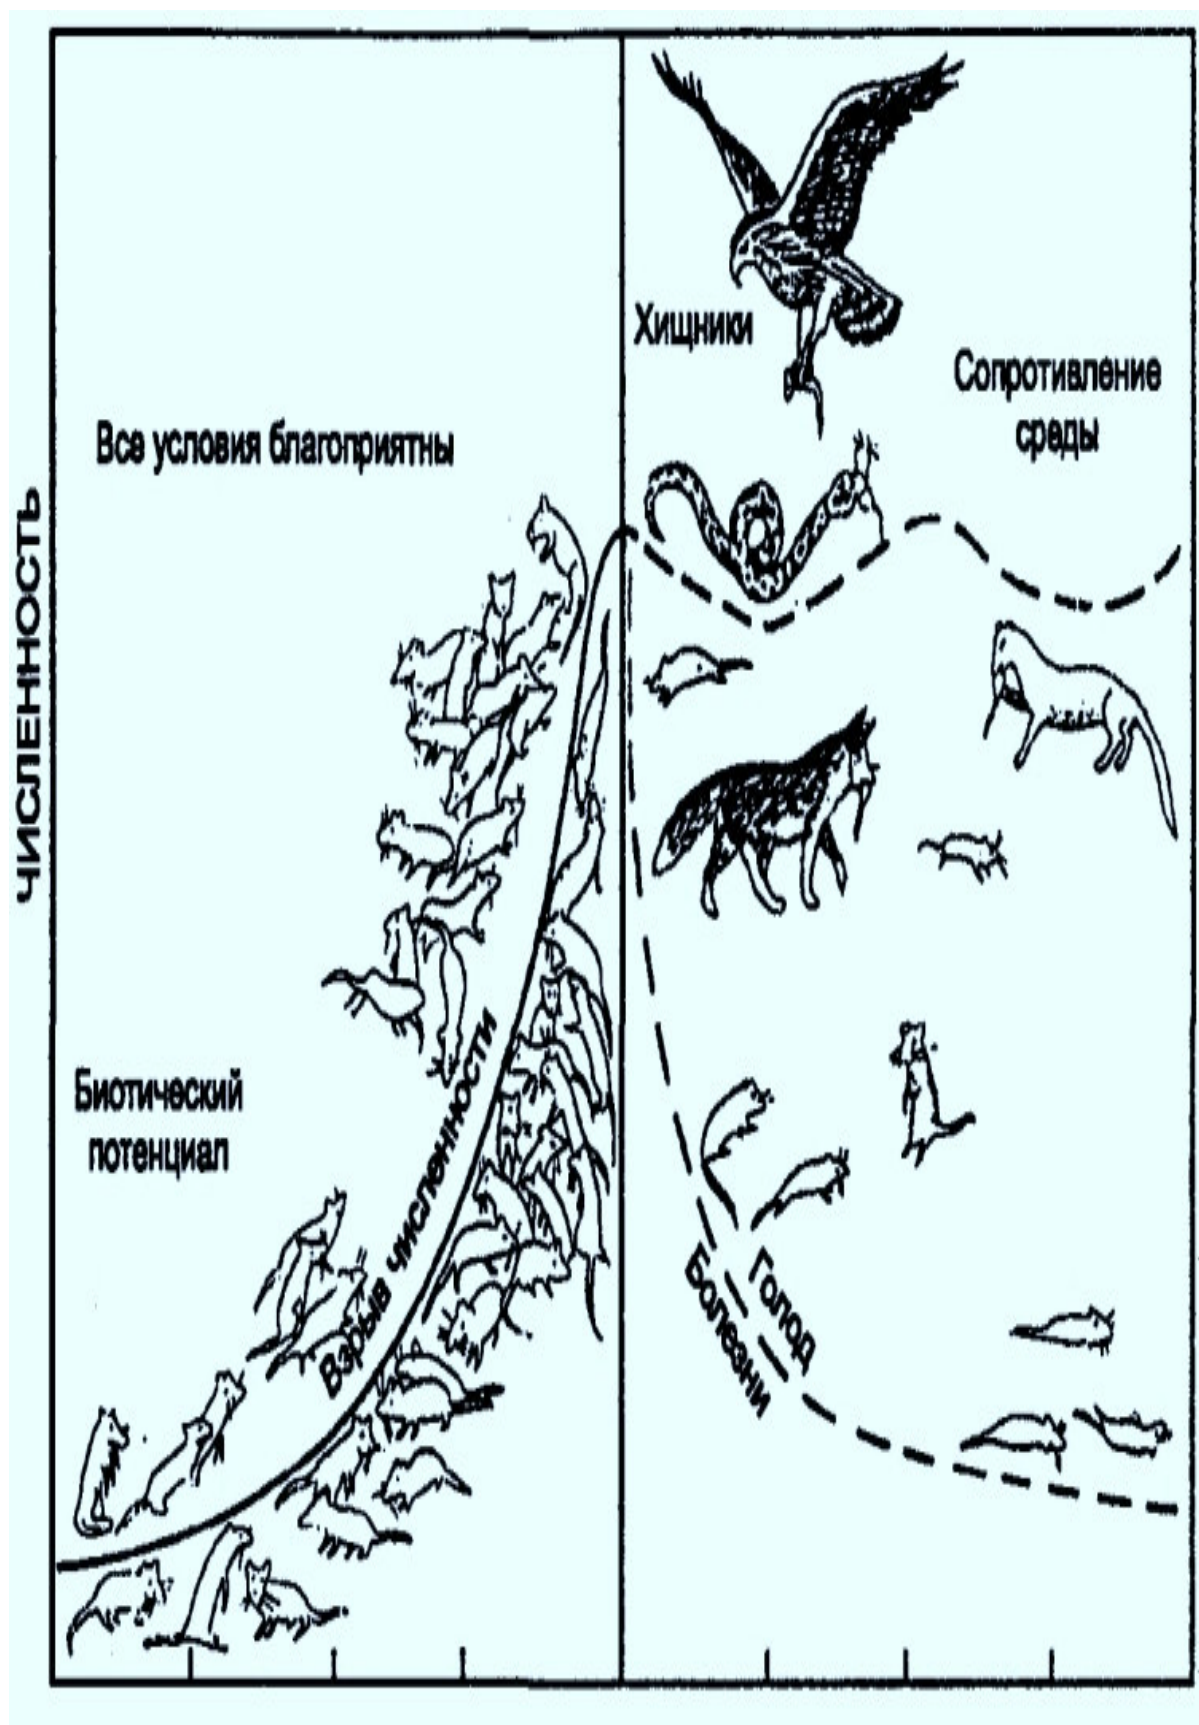 ЧИСЛЕННОСТЬ
Все условия благоприятны
Биотический
потенциал
Взрыв численности
Хищники
Сопротивление
среды
Голод
Болезни